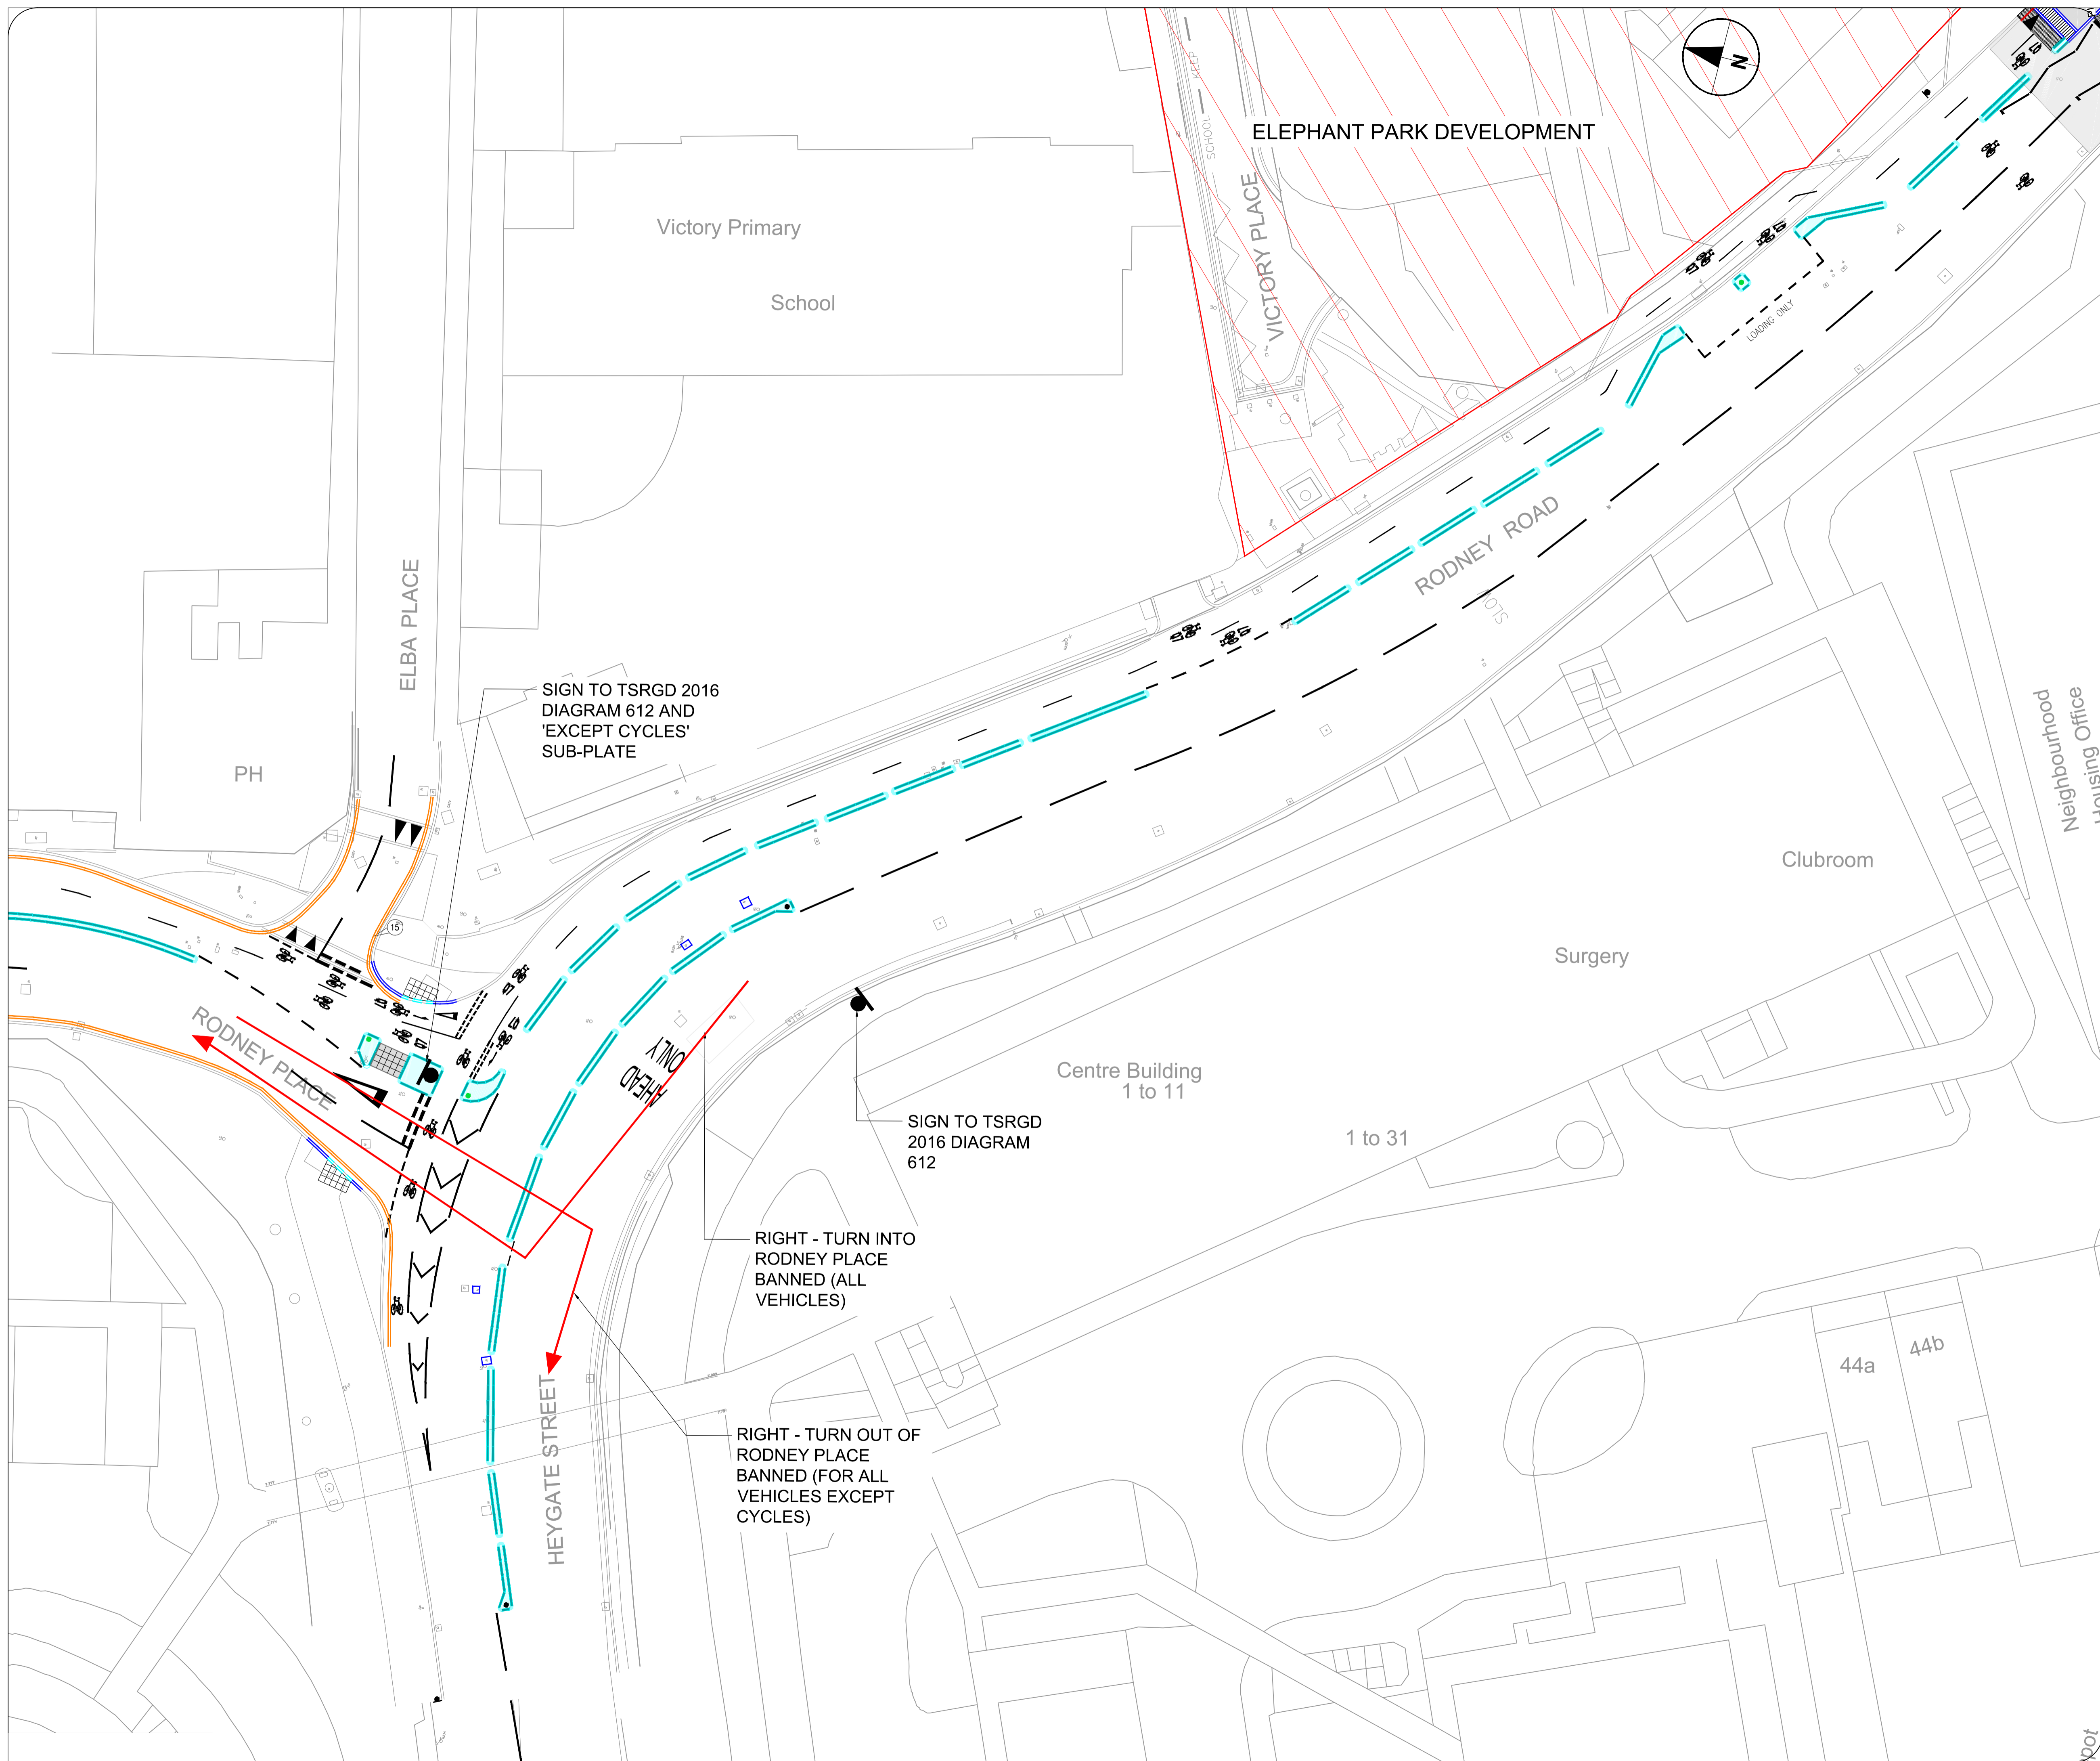 N
ELEPHANT PARK DEVELOPMENT
KEEP
SCHOOL
VICTORY PLACE
Victory Primary
School
LOADING ONLY
RODNEY ROAD
SLOW
ELBA PLACE
SIGN TO TSRGD 2016
DIAGRAM 612 AND
'EXCEPT CYCLES'
SUB-PLATE
PH
Neighbourhood
Housing Office
Clubroom
15
Surgery
RODNEY PLACE
AHEAD
ONLY
Centre Building
1 to 11
SIGN TO TSRGD
2016 DIAGRAM
612
1 to 31
RIGHT - TURN INTO
RODNEY PLACE
BANNED (ALL
VEHICLES)
44a
44b
HEYGATE STREET
RIGHT - TURN OUT OF
RODNEY PLACE
BANNED (FOR ALL
VEHICLES EXCEPT
CYCLES)